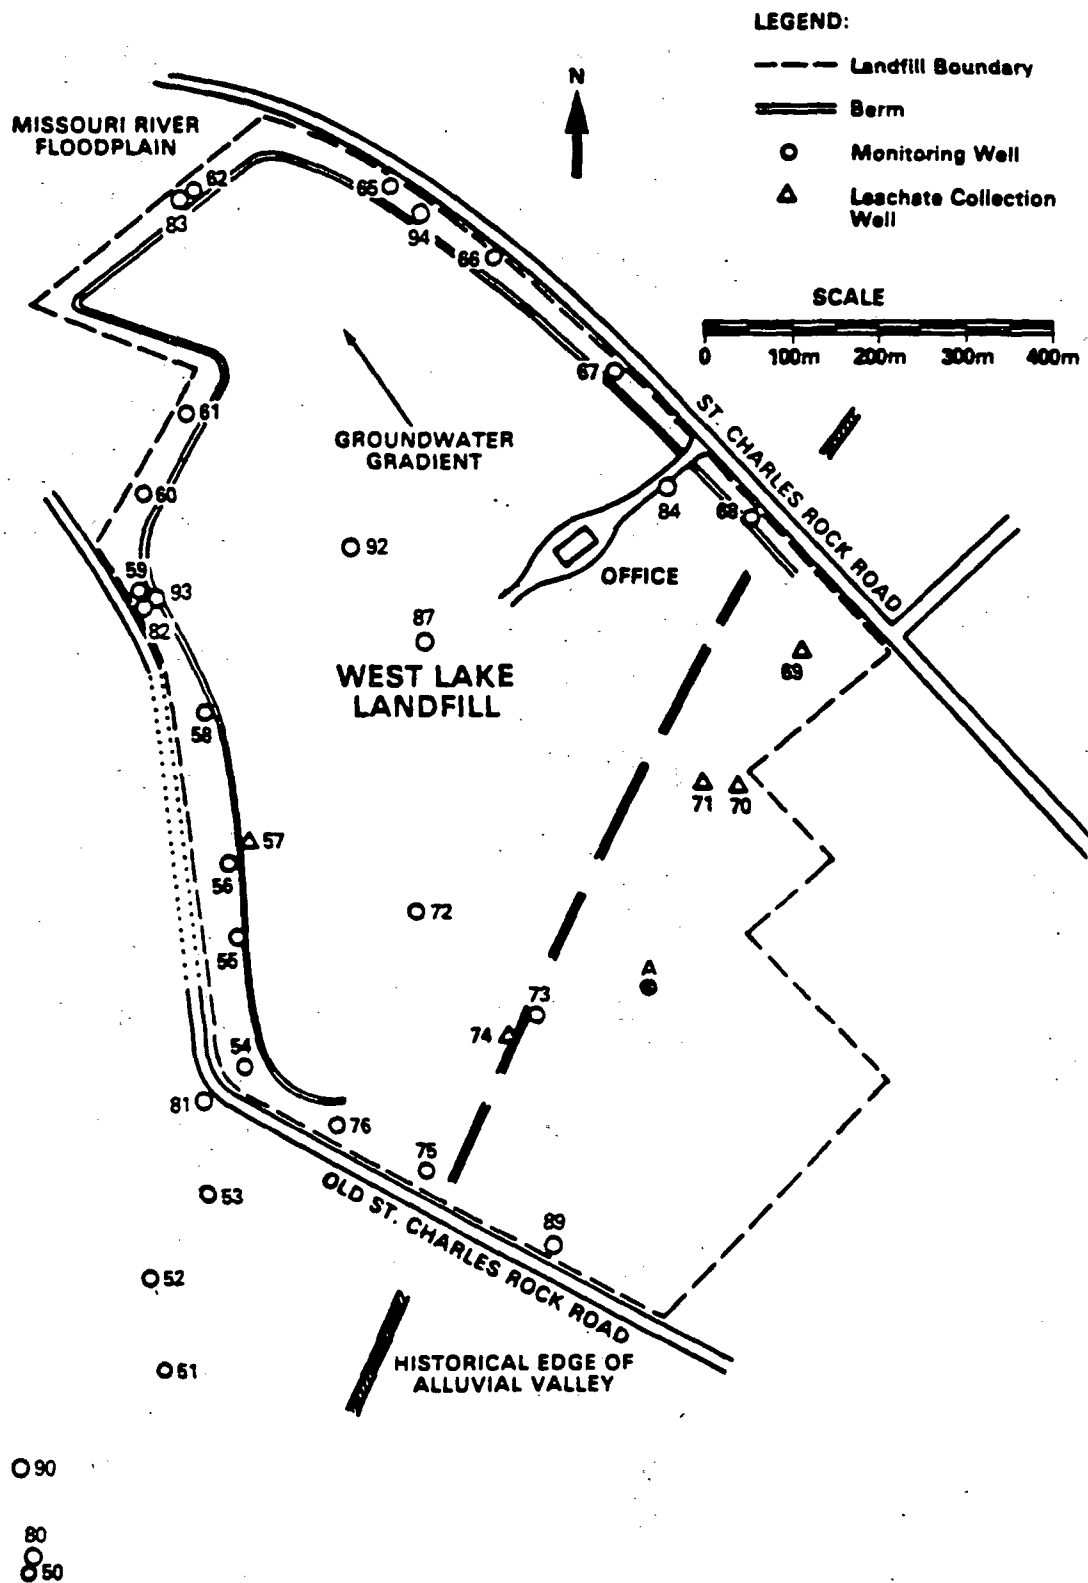 LEGEND:
Landfill Boundary
Berm
Monitoring Well
Leachate Collection
Well
N
MISSOURI RIVER
FLOODPLAIN
62
83
65
94
66
SCALE
0 100m 200m 300m 400m
67
61
ST. CHARLES ROCK ROAD
GROUNDWATER
GRADIENT
60
84
68
92
OFFICE
59
93
82
87
69
WEST LAKE
LANDFILL
58
71
70
57
56
72
55
A
73
74
54
81
76
75
53
OLD ST. CHARLES ROCK ROAD
89
52
HISTORICAL EDGE OF
ALLUVIAL VALLEY
51
90
80
50